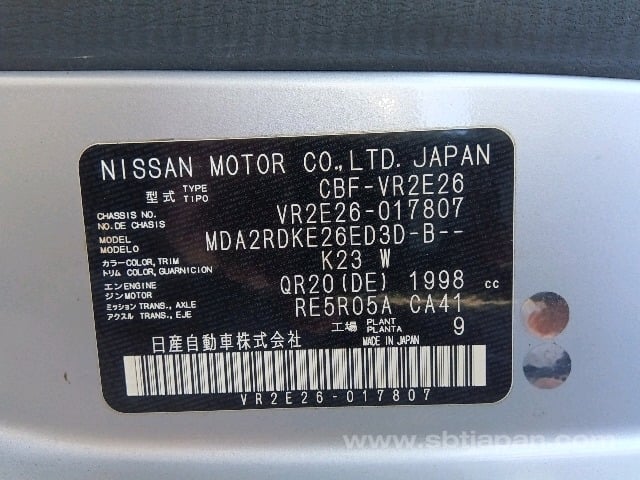 NISSAN MOTOR CO.,LTD. JAPAN
型式 TYPE TIPO CBF-VR2E26
CHASSIS NO. NO. DE CHASIS VR2E26-017807
MODEL MODELO MDA2RDKE26ED3D-B--
カラー COLOR, TRIM トリム COLOR, GUARNICION K23 W
エンジン ENGINE MOTOR QR20(DE) 1998 cc
ミッション TRANS., AXLE アクスル TRANS., EJE RE5R05A CA41
工場 PLANT PLANTA 9
日産自動車株式会社 MADE IN JAPAN
VR2E26-017807
www.sbtjapan.com